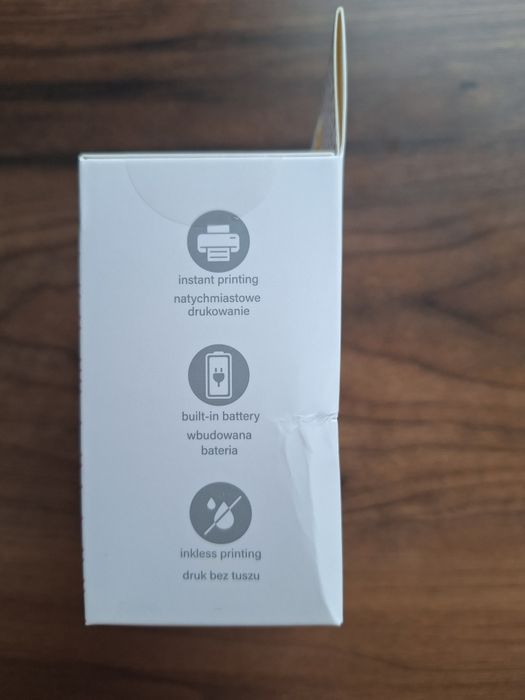 instant printing
natychmiastowe
drukowanie
built-in battery
wbudowana
bateria
inkless printing
druk bez tuszu